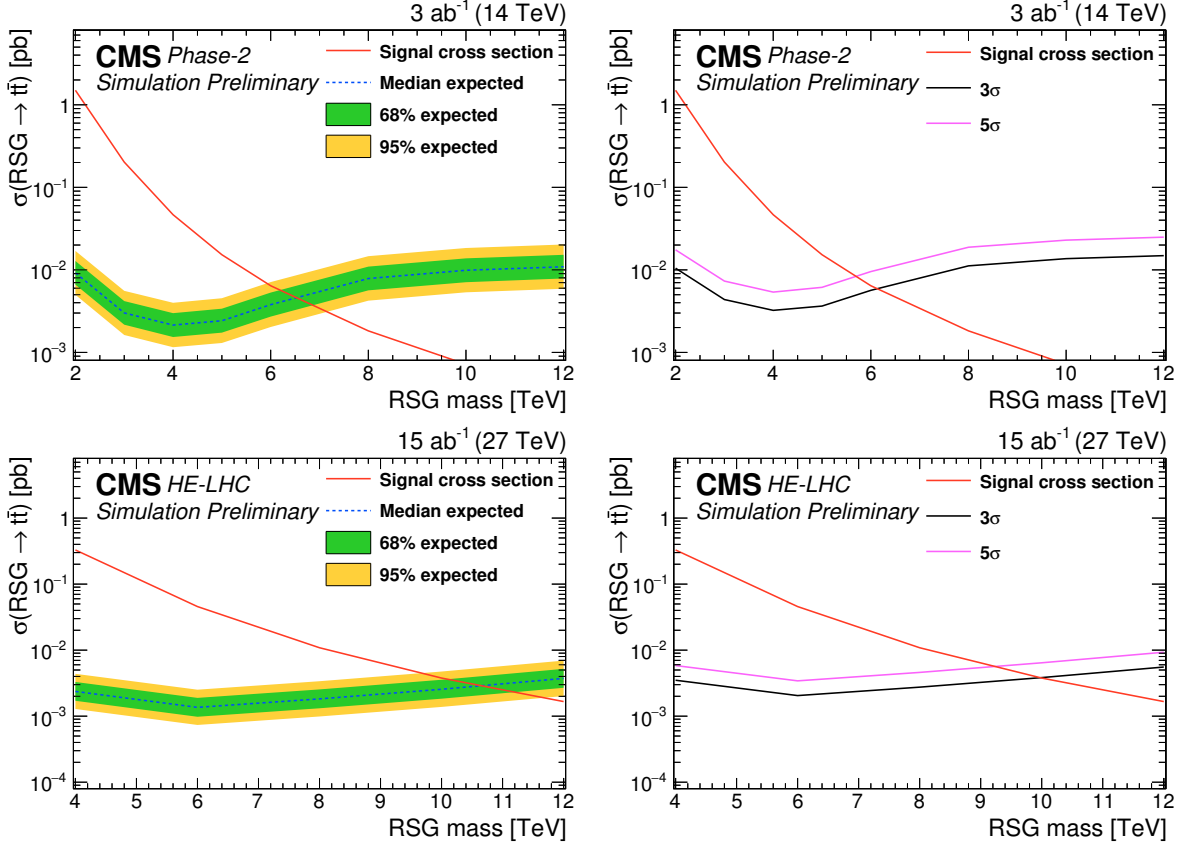 3 ab⁻¹ (14 TeV)
σ(RSG → tt̄) [pb]
CMS Phase-2
Simulation Preliminary
Signal cross section
Median expected
68% expected
95% expected
1
10⁻¹
10⁻²
10⁻³
2 4 6 8 10 12
RSG mass [TeV]
3 ab⁻¹ (14 TeV)
σ(RSG → tt̄) [pb]
CMS Phase-2
Simulation Preliminary
Signal cross section
3σ
5σ
1
10⁻¹
10⁻²
10⁻³
2 4 6 8 10 12
RSG mass [TeV]
15 ab⁻¹ (27 TeV)
σ(RSG → tt̄) [pb]
CMS HE-LHC
Simulation Preliminary
Signal cross section
Median expected
68% expected
95% expected
1
10⁻¹
10⁻²
10⁻³
10⁻⁴
4 5 6 7 8 9 10 11 12
RSG mass [TeV]
15 ab⁻¹ (27 TeV)
σ(RSG → tt̄) [pb]
CMS HE-LHC
Simulation Preliminary
Signal cross section
3σ
5σ
1
10⁻¹
10⁻²
10⁻³
10⁻⁴
4 5 6 7 8 9 10 11 12
RSG mass [TeV]